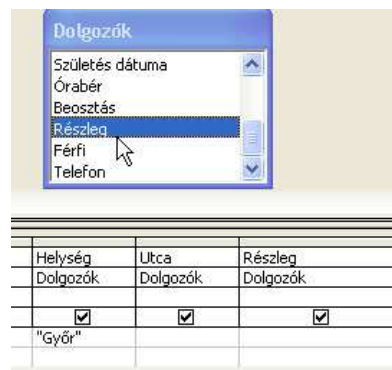 Dolgozók
Születés dátuma
Órabér
Beosztás
Részleg
Férfi
Telefon
Helység Utca Részleg
Dolgozók Dolgozók Dolgozók
"Győr"